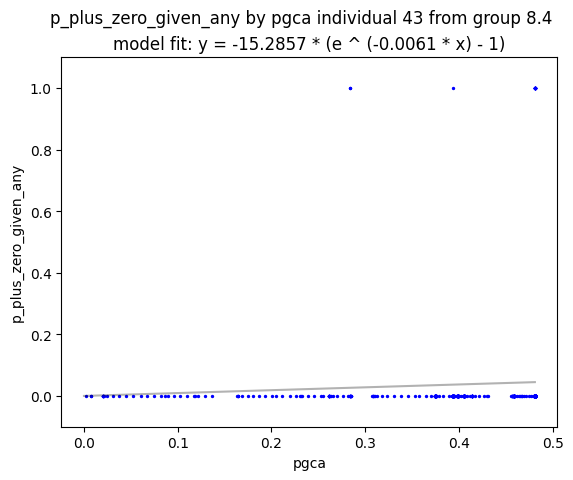 p_plus_zero_given_any by pgca individual 43 from group 8.4
model fit: y = -15.2857 * (e ^ (-0.0061 * x) - 1)
1.0
0.8
0.6
0.4
0.2
0.0
p_plus_zero_given_any
0.0 0.1 0.2 0.3 0.4 0.5
pgca